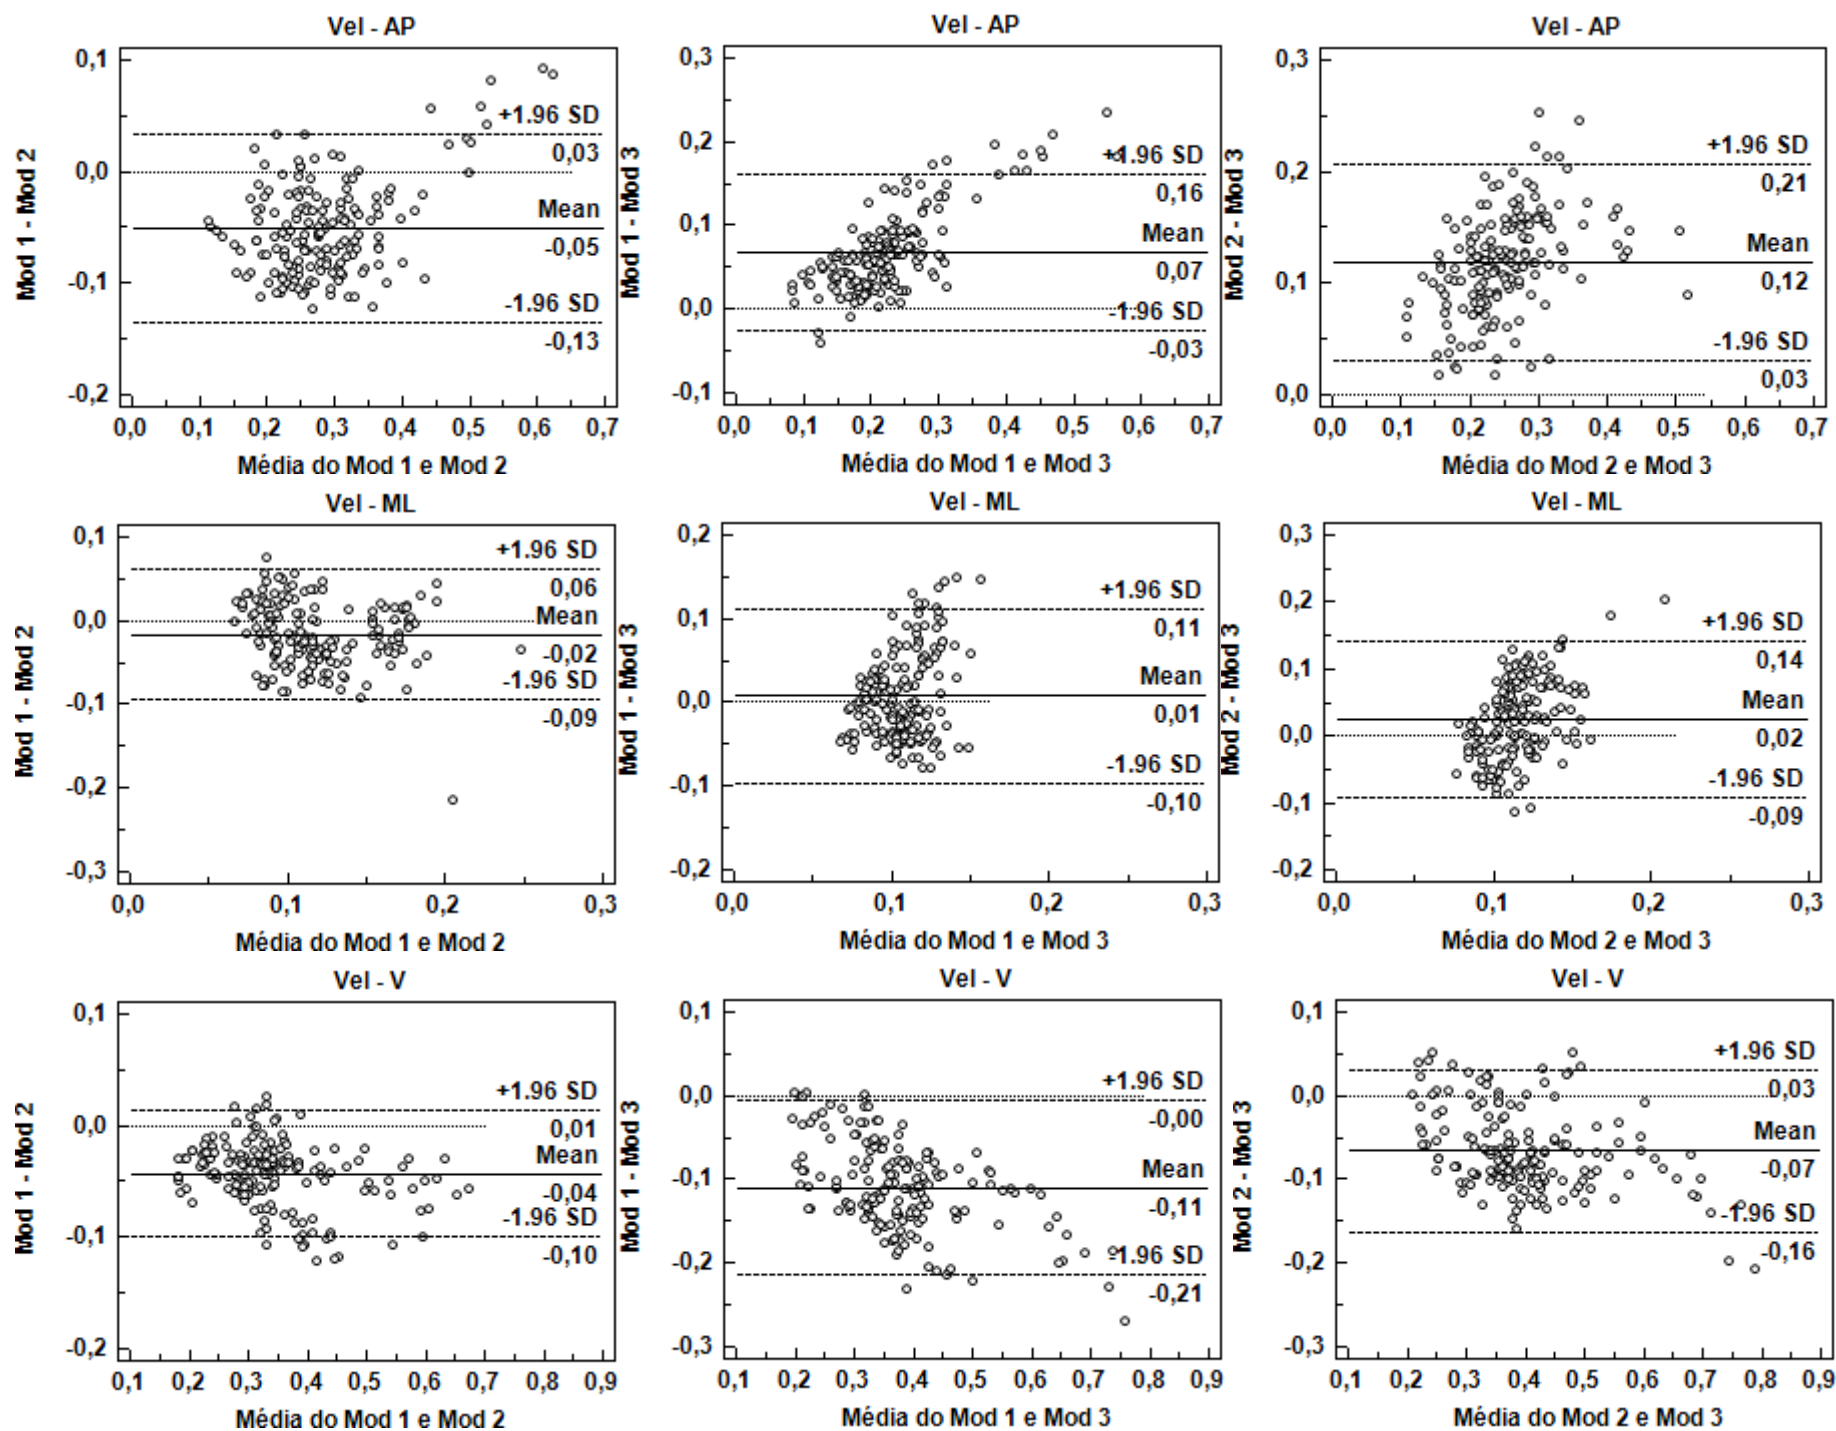 Vel - AP
Mod 1 - Mod 2
0,1
0,0
-0,1
-0,2
+1.96 SD
0,03
Mean
-0,05
-1.96 SD
-0,13
0,0 0,1 0,2 0,3 0,4 0,5 0,6 0,7
Média do Mod 1 e Mod 2
Vel - AP
Mod 1 - Mod 3
0,3
0,2
0,1
0,0
-0,1
+1.96 SD
0,16
Mean
0,07
-1.96 SD
-0,03
0,0 0,1 0,2 0,3 0,4 0,5 0,6 0,7
Média do Mod 1 e Mod 3
Vel - AP
Mod 2 - Mod 3
0,3
0,2
0,1
0,0
+1.96 SD
0,21
Mean
0,12
-1.96 SD
0,03
0,0 0,1 0,2 0,3 0,4 0,5 0,6 0,7
Média do Mod 2 e Mod 3
Vel - ML
Mod 1 - Mod 2
0,1
0,0
-0,1
-0,2
-0,3
+1.96 SD
0,06
Mean
-0,02
-1.96 SD
-0,09
0,0 0,1 0,2 0,3
Média do Mod 1 e Mod 2
Vel - ML
Mod 1 - Mod 3
0,2
0,1
0,0
-0,1
-0,2
+1.96 SD
0,11
Mean
0,01
-1.96 SD
-0,10
0,0 0,1 0,2 0,3
Média do Mod 1 e Mod 3
Vel - ML
Mod 2 - Mod 3
0,3
0,2
0,1
0,0
-0,1
-0,2
+1.96 SD
0,14
Mean
0,02
-1.96 SD
-0,09
0,0 0,1 0,2 0,3
Média do Mod 2 e Mod 3
Vel - V
Mod 1 - Mod 2
0,1
0,0
-0,1
-0,2
+1.96 SD
0,01
Mean
-0,04
-1.96 SD
-0,10
0,1 0,2 0,3 0,4 0,5 0,6 0,7 0,8 0,9
Média do Mod 1 e Mod 2
Vel - V
Mod 1 - Mod 3
0,1
0,0
-0,1
-0,2
-0,3
+1.96 SD
-0,00
Mean
-0,11
-1.96 SD
-0,21
0,1 0,2 0,3 0,4 0,5 0,6 0,7 0,8 0,9
Média do Mod 1 e Mod 3
Vel - V
Mod 2 - Mod 3
0,1
0,0
-0,1
-0,2
-0,3
+1.96 SD
0,03
Mean
-0,07
-1.96 SD
-0,16
0,1 0,2 0,3 0,4 0,5 0,6 0,7 0,8 0,9
Média do Mod 2 e Mod 3